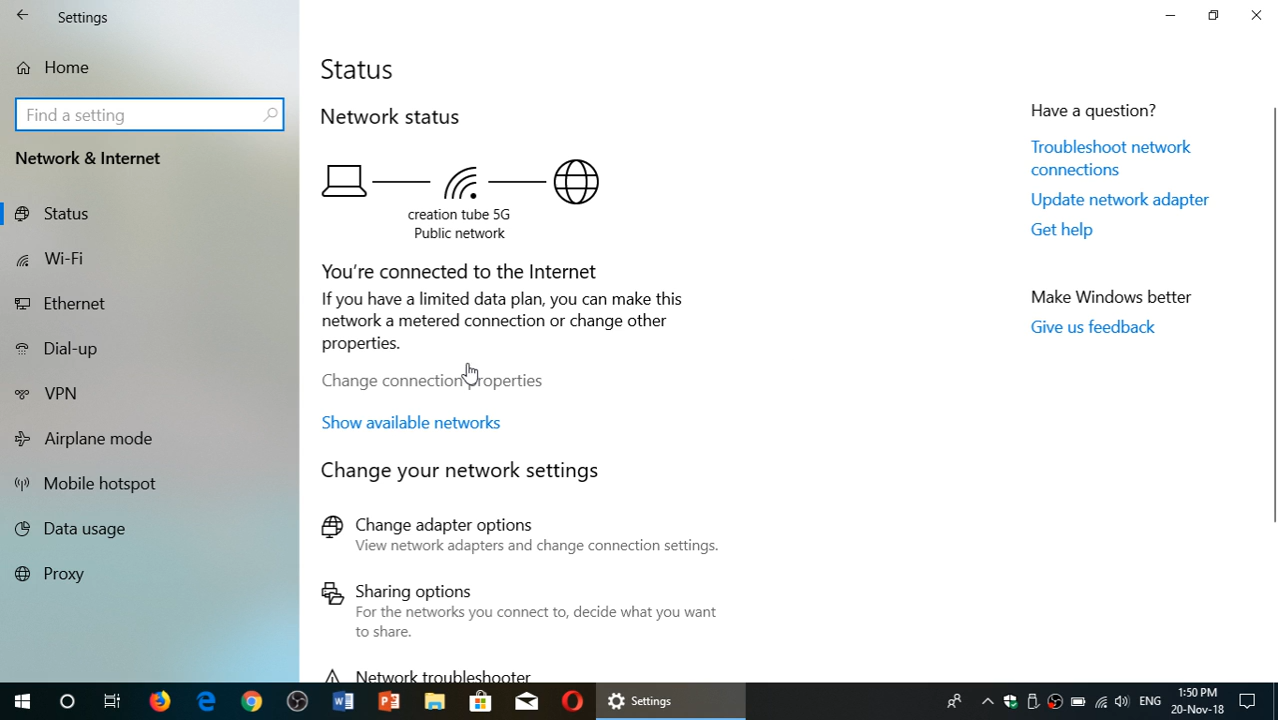 Settings
Home
Find a setting
Network & Internet
Status
Wi-Fi
Ethernet
Dial-up
VPN
Airplane mode
Mobile hotspot
Data usage
Proxy
Status
Network status
creation tube 5G
Public network
You're connected to the Internet
If you have a limited data plan, you can make this
network a metered connection or change other
properties.
Change connection properties
Show available networks
Change your network settings
Change adapter options
View network adapters and change connection settings.
Sharing options
For the networks you connect to, decide what you want
to share.
Network troubleshooter
Have a question?
Troubleshoot network
connections
Update network adapter
Get help
Make Windows better
Give us feedback
Settings
ENG
1:50 PM
20-Nov-18